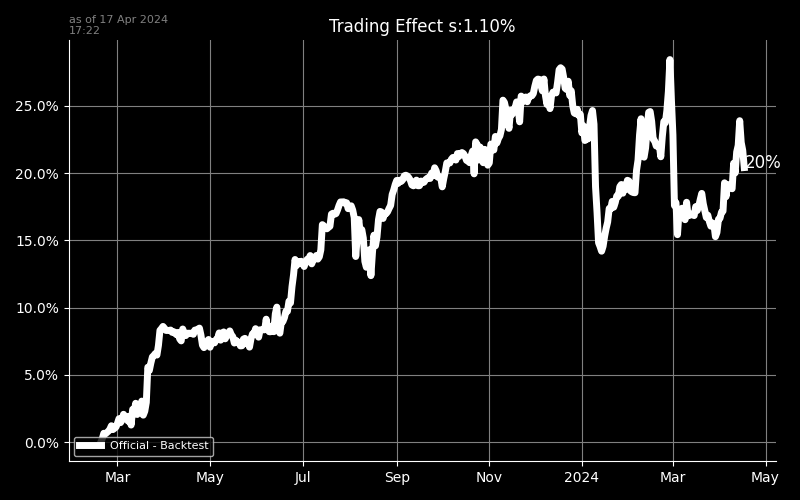 as of 17 Apr 2024
17:22
Trading Effect s:1.10%
25.0%
20.0%
15.0%
10.0%
5.0%
0.0%
20%
Official - Backtest
Mar May Jul Sep Nov 2024 Mar May